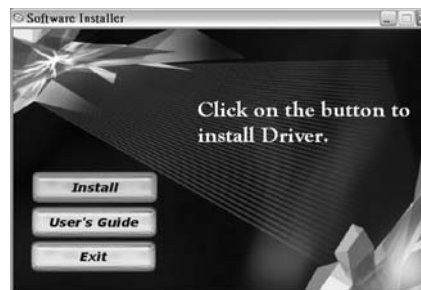 Software Installer
Click on the button to
install Driver.
Install
User's Guide
Exit